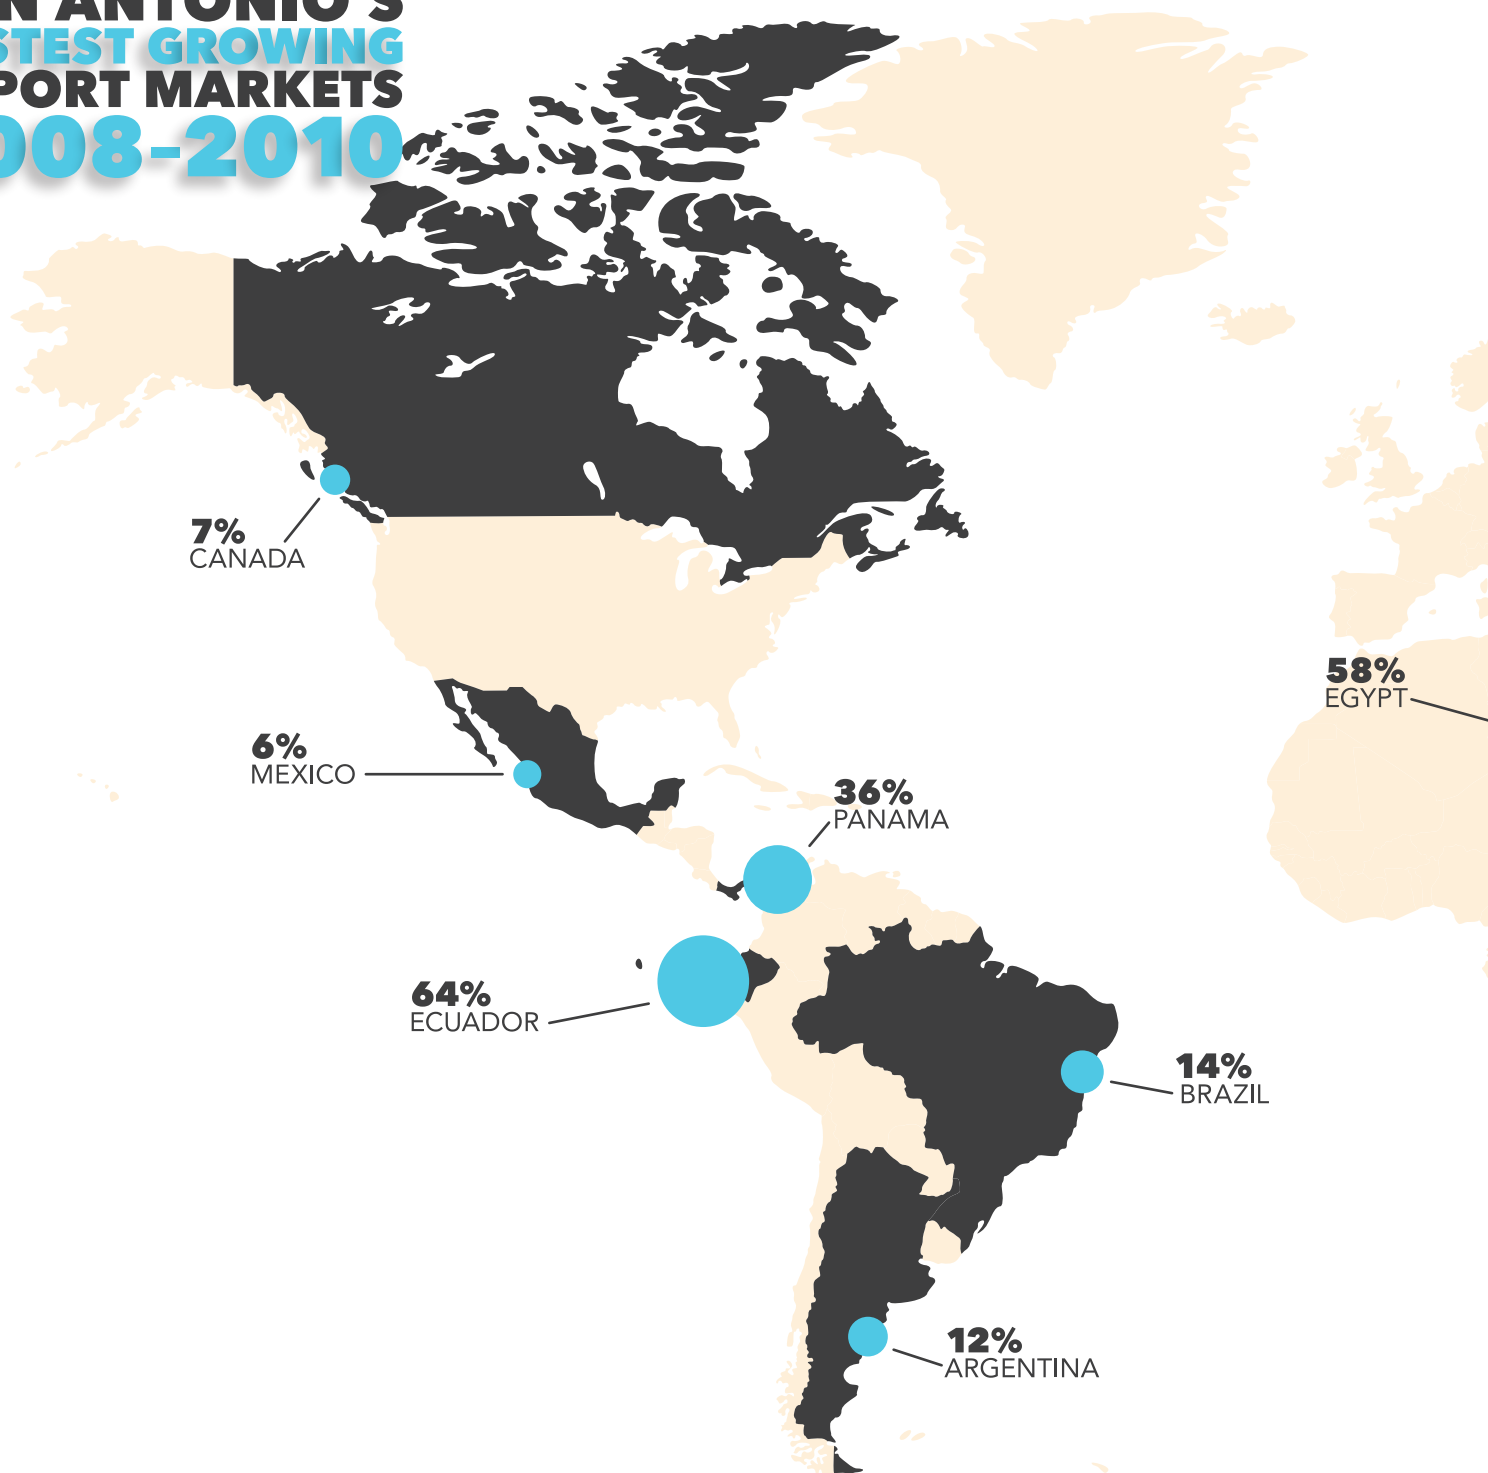 N ANTONIO'S
STEST GROWING
PORT MARKETS
008-2010
7%
CANADA
58%
EGYPT
6%
MEXICO
36%
PANAMA
64%
ECUADOR
14%
BRAZIL
12%
ARGENTINA